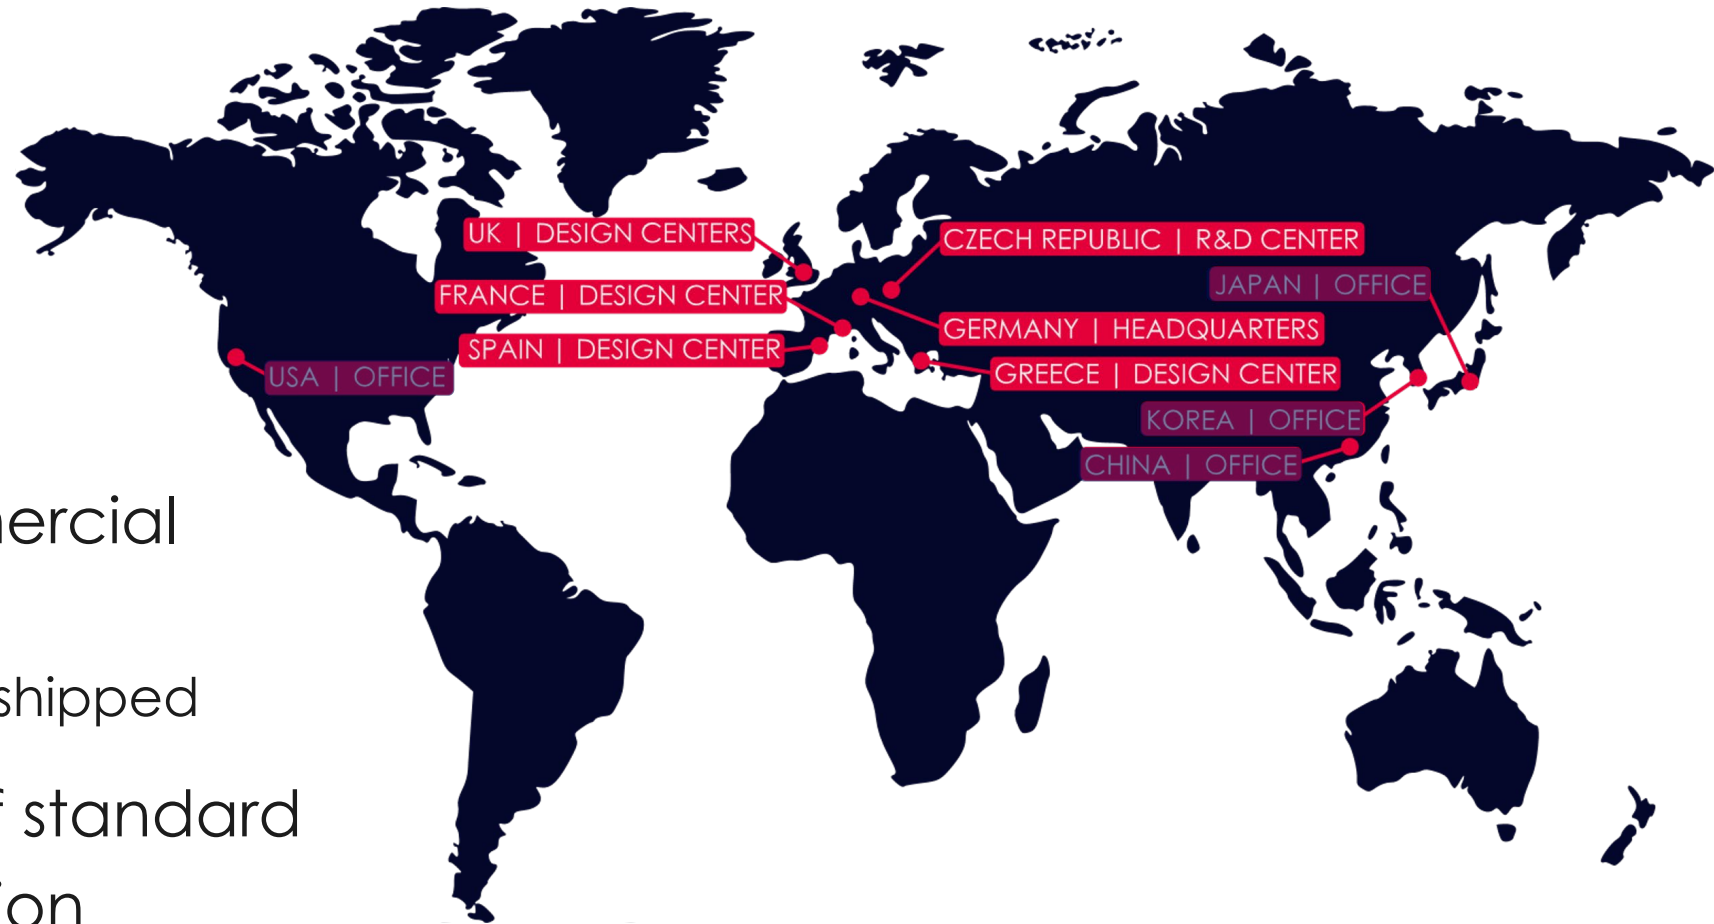 UK | DESIGN CENTERS
CZECH REPUBLIC | R&D CENTER
JAPAN | OFFICE
FRANCE | DESIGN CENTER
GERMANY | HEADQUARTERS
SPAIN | DESIGN CENTER
GREECE | DESIGN CENTER
USA | OFFICE
KOREA | OFFICE
CHINA | OFFICE
shipped
standard